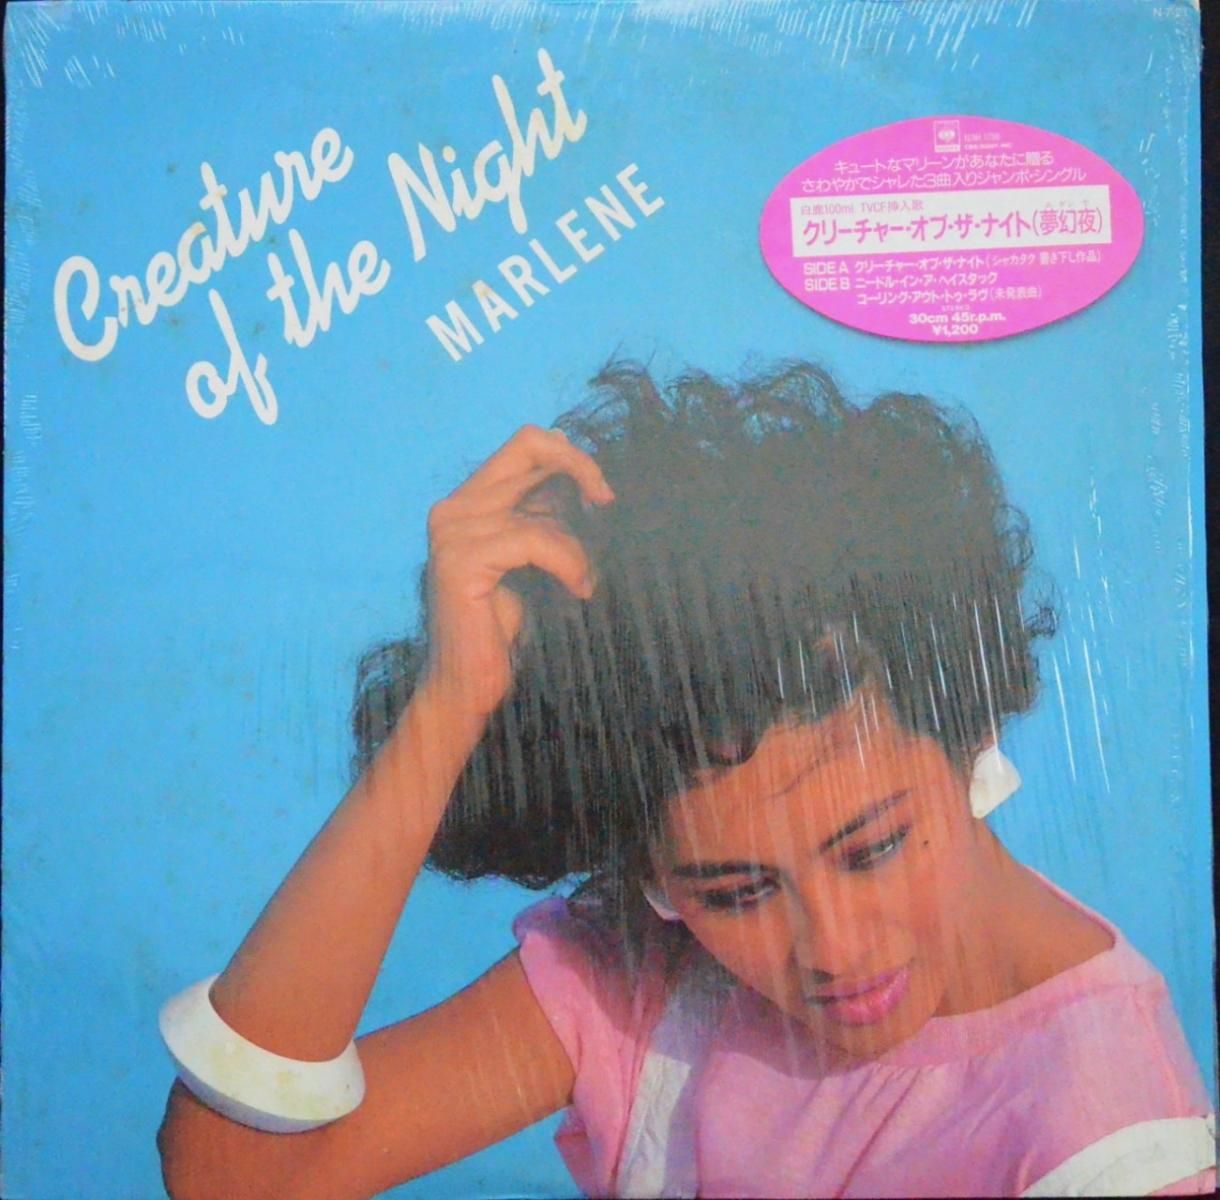 Creature
of the Night
MARLENE
CBS/SONY INC.
キュートなマリーンがあなたに贈る
さわやかでシャレた3曲入りジャンボ・シングル
白鹿100ml. TVCF挿入歌
クリーチャー・オブ・ザ・ナイト(夢幻夜)
SIDE A クリーチャー・オブ・ザ・ナイト(シャカタク 書き下し作品)
SIDE B ニードル・イン・ア・ヘイスタック
コーリング・アウト・トゥ・ラヴ(未発表曲)
STEREO
30cm 45r.p.m.
¥1,200